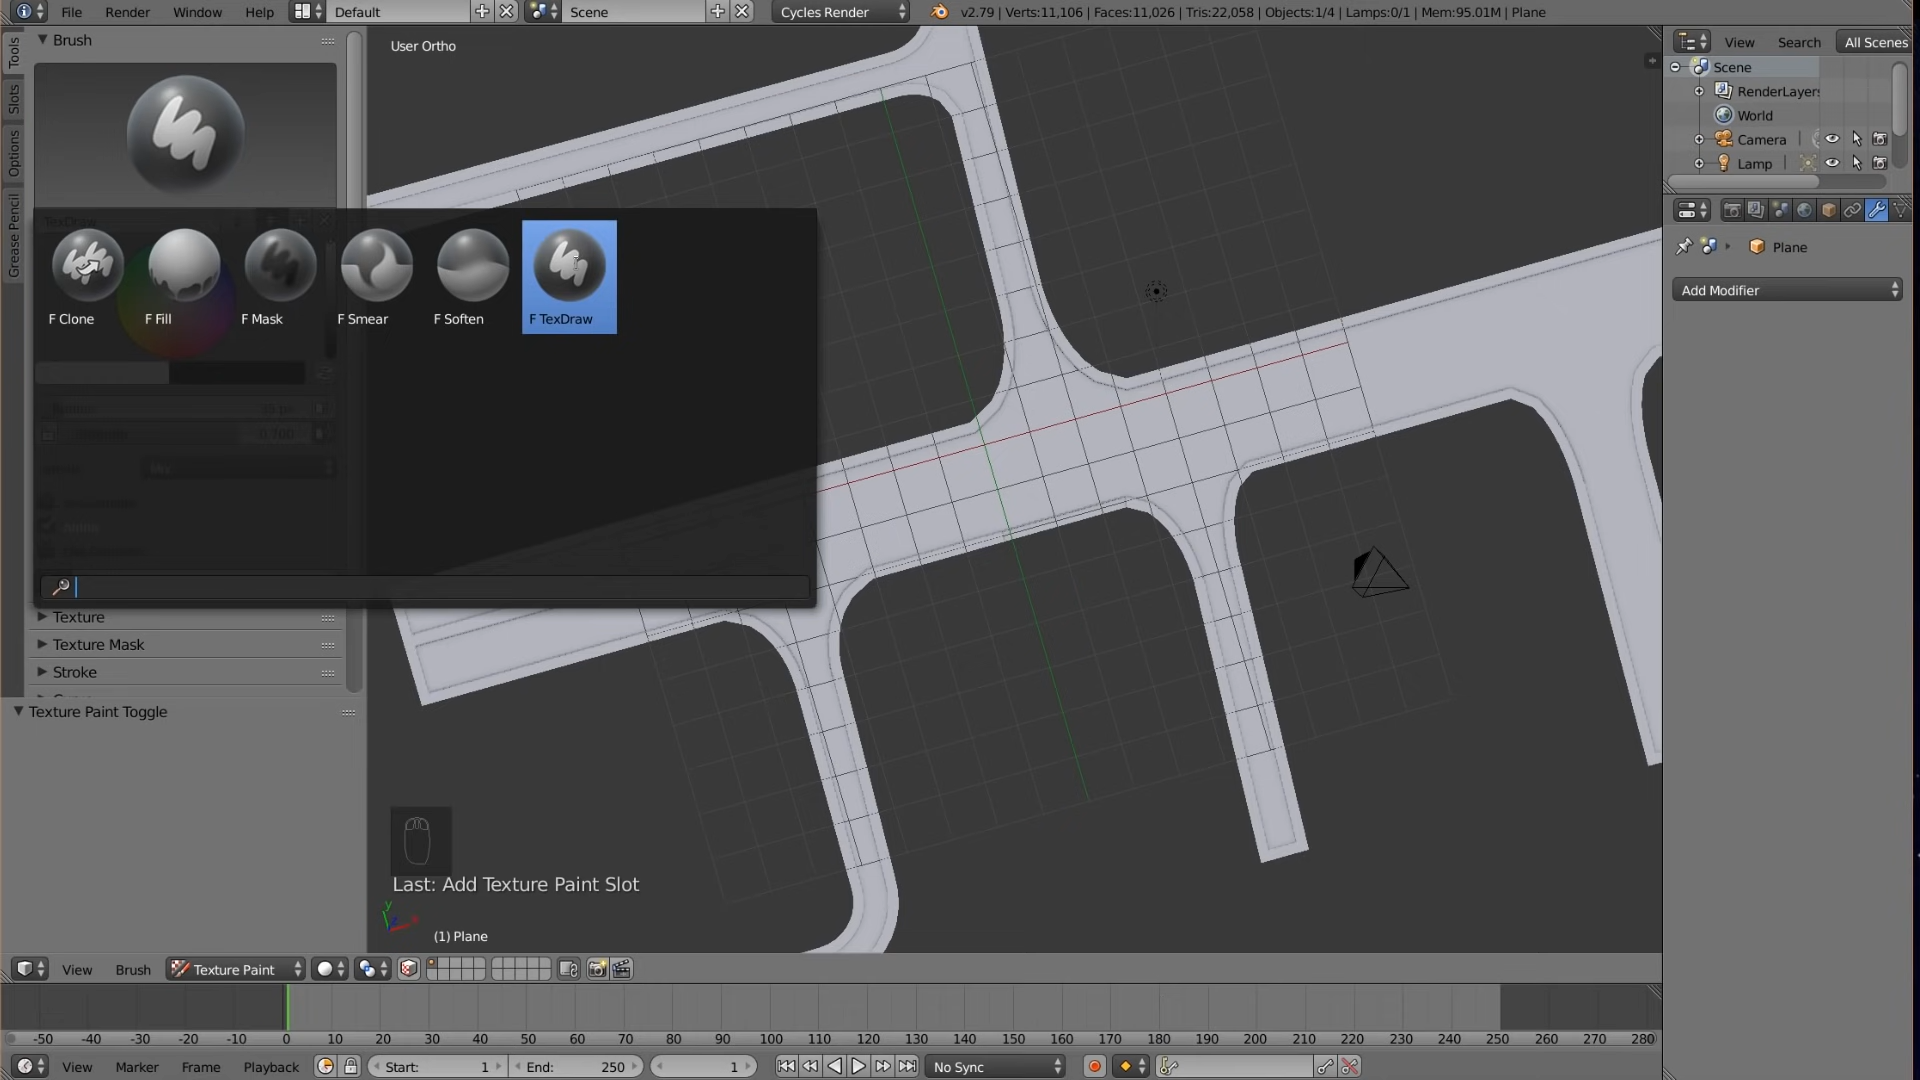 File Render Window Help Default Scene Cycles Render v2.79 | Verts:11,106 | Faces:11,026 | Tris:22,058 | Objects:1/4 | Lamps:0/1 | Mem:95.01M | Plane
Brush
User Ortho
View Search All Scenes
Scene
RenderLayers
World
Camera
Lamp
Plane
Add Modifier
Tools
Slots
Options
Grease Pencil
TexDraw
F Clone F Fill F Mask F Smear F Soften F TexDraw
Mix
Texture
Texture Mask
Stroke
Texture Paint Toggle
Last: Add Texture Paint Slot
y
(1) Plane
View Brush Texture Paint
-50 -40 -30 -20 -10 0 10 20 30 40 50 60 70 80 90 100 110 120 130 140 150 160 170 180 190 200 210 220 230 240 250 260 270 280
View Marker Frame Playback Start: 1 End: 250 1 No Sync